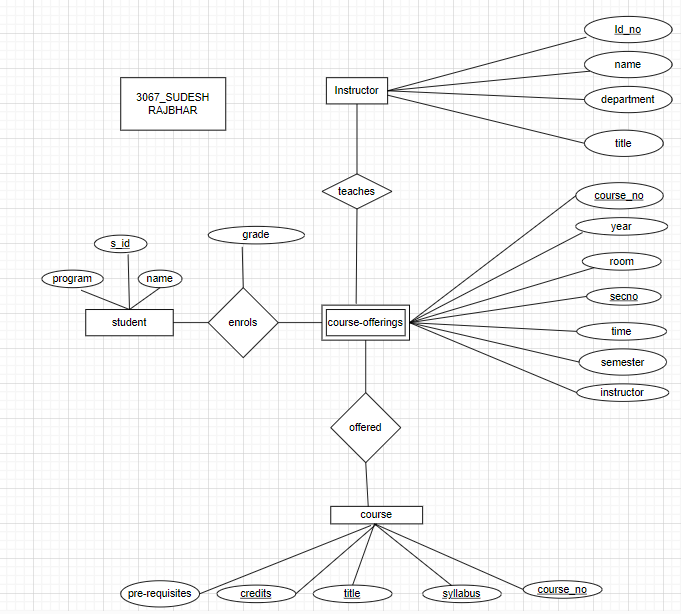 Id_no
name
3067_SUDESH
RAJBHAR
Instructor
department
title
teaches
course_no
year
grade
s_id
room
program
name
secno
student
enrols
course-offerings
time
semester
instructor
offered
course
pre-requisites
credits
title
syllabus
course_no